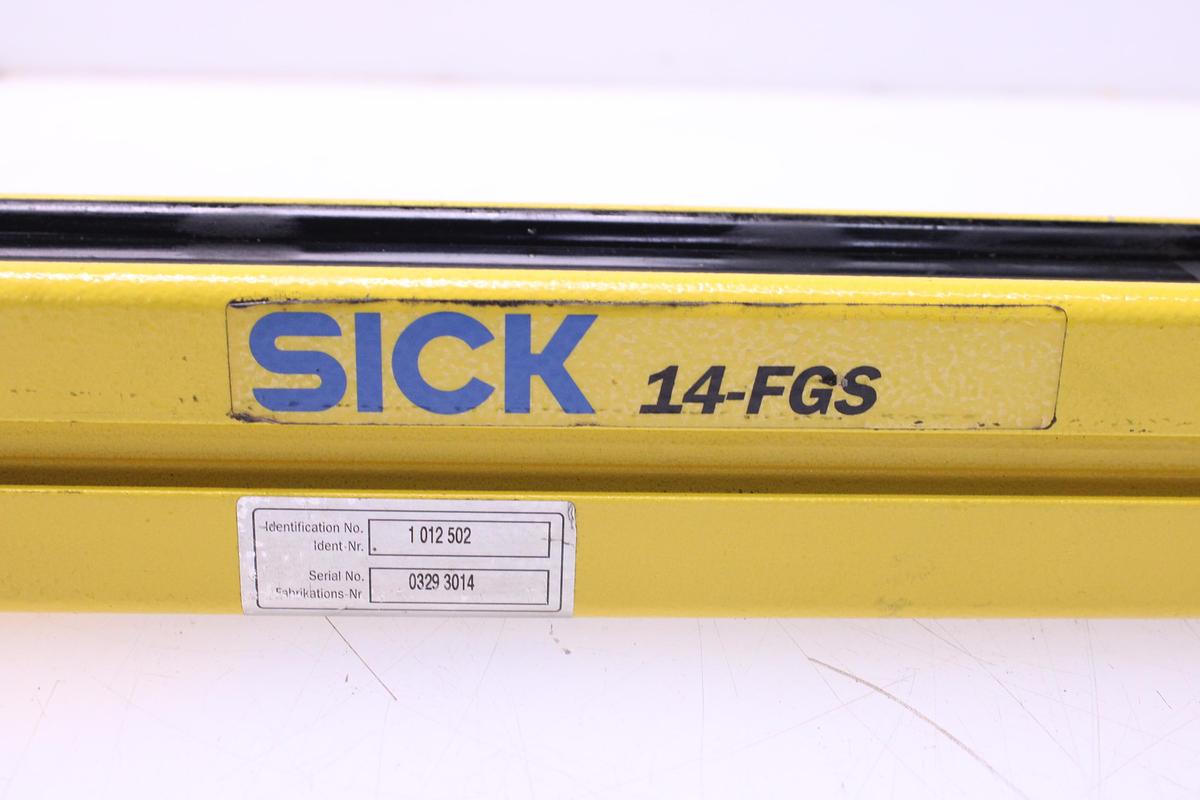 SICK 14-FGS
Identification No. 1 012 502
Ident-Nr.
Serial No. 0329 3014
Fabrikations-Nr